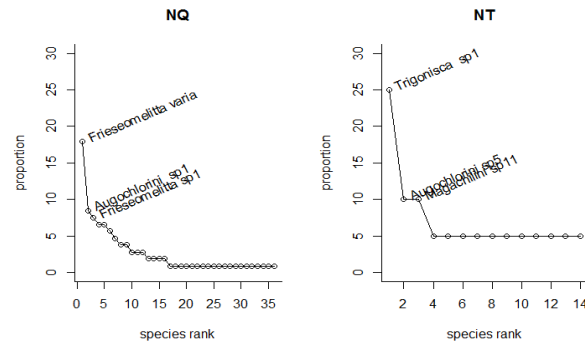 NQ
proportion
30
25
20
15
10
5
0
Frieseomelitta varia
Augochlorini sp1
Frieseomelitta sp1
0 5 10 15 20 25 30 35
species rank
NT
proportion
30
25
20
15
10
5
0
Trigonisca sp1
Augochlorini sp5
Magachilini sp11
2 4 6 8 10 12 14
species rank